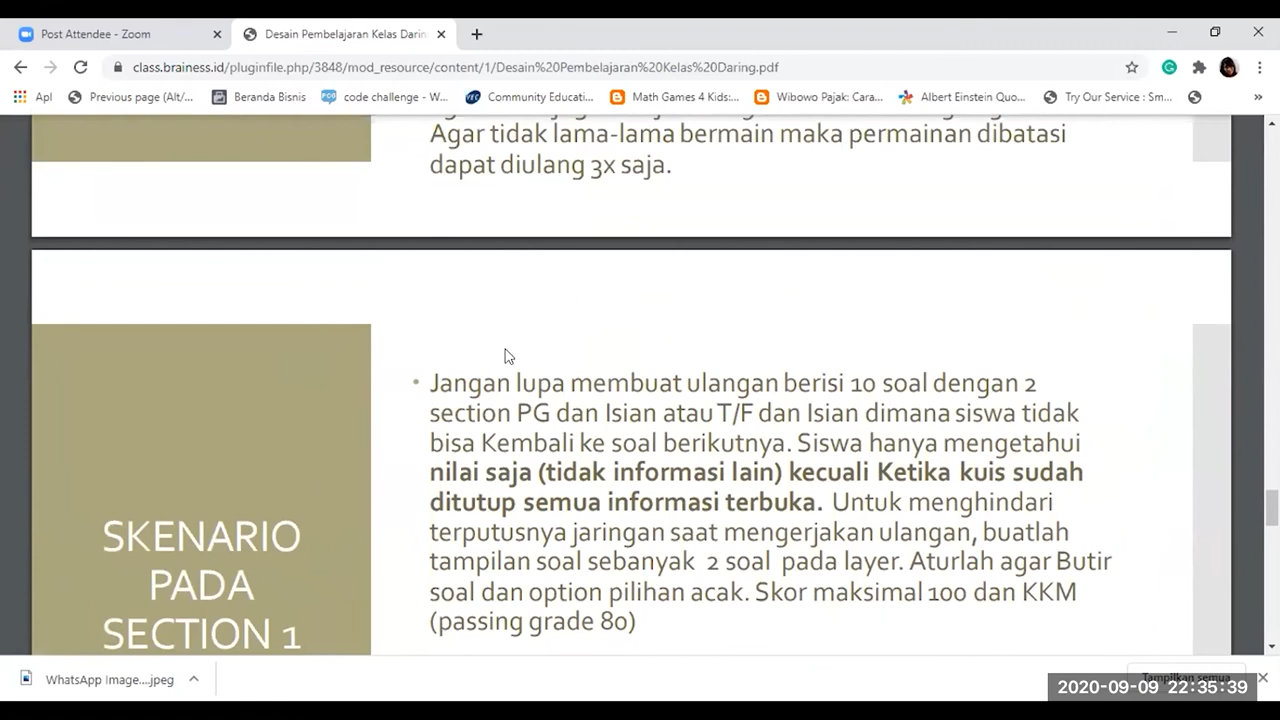 Post Attendee - Zoom
Desain Pembelajaran Kelas Darin
class.brainess.id/pluginfile.php/3848/mod_resource/content/1/Desain%20Pembelajaran%20Kelas%20Daring.pdf
Apl
Previous page (Alt/...
Beranda Bisnis
code challenge - W...
Community Educati...
Math Games 4 Kids:...
Wibowo Pajak: Cara...
Albert Einstein Quo...
Try Our Service : Sm...
»
Agar tidak lama-lama bermain maka permainan dibatasi
dapat diulang 3x saja.
• Jangan lupa membuat ulangan berisi 10 soal dengan 2
section PG dan Isian atau T/F dan Isian dimana siswa tidak
bisa Kembali ke soal berikutnya. Siswa hanya mengetahui
nilai saja (tidak informasi lain) kecuali Ketika kuis sudah
ditutup semua informasi terbuka. Untuk menghindari
terputusnya jaringan saat mengerjakan ulangan, buatlah
tampilan soal sebanyak 2 soal pada layer. Aturlah agar Butir
soal dan option pilihan acak. Skor maksimal 100 dan KKM
(passing grade 80)
SKENARIO
PADA
SECTION 1
WhatsApp Image....jpeg
Tampilkan semua
2020-09-09 22:35:39